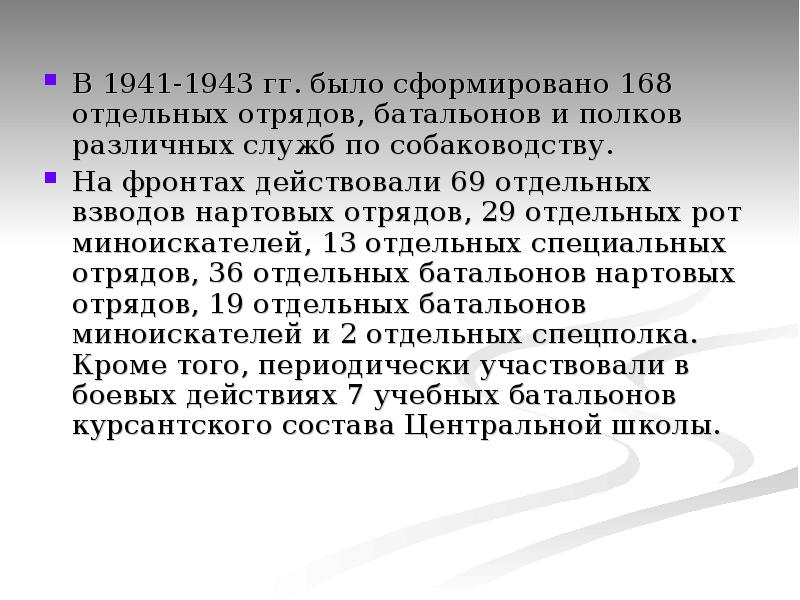 В 1941-1943 гг. было сформировано 168
отдельных отрядов, батальонов и полков
различных служб по собаководству.
На фронтах действовали 69 отдельных
взводов нартовых отрядов, 29 отдельных рот
миноискателей, 13 отдельных специальных
отрядов, 36 отдельных батальонов нартовых
отрядов, 19 отдельных батальонов
миноискателей и 2 отдельных спецполка.
Кроме того, периодически участвовали в
боевых действиях 7 учебных батальонов
курсантского состава Центральной школы.